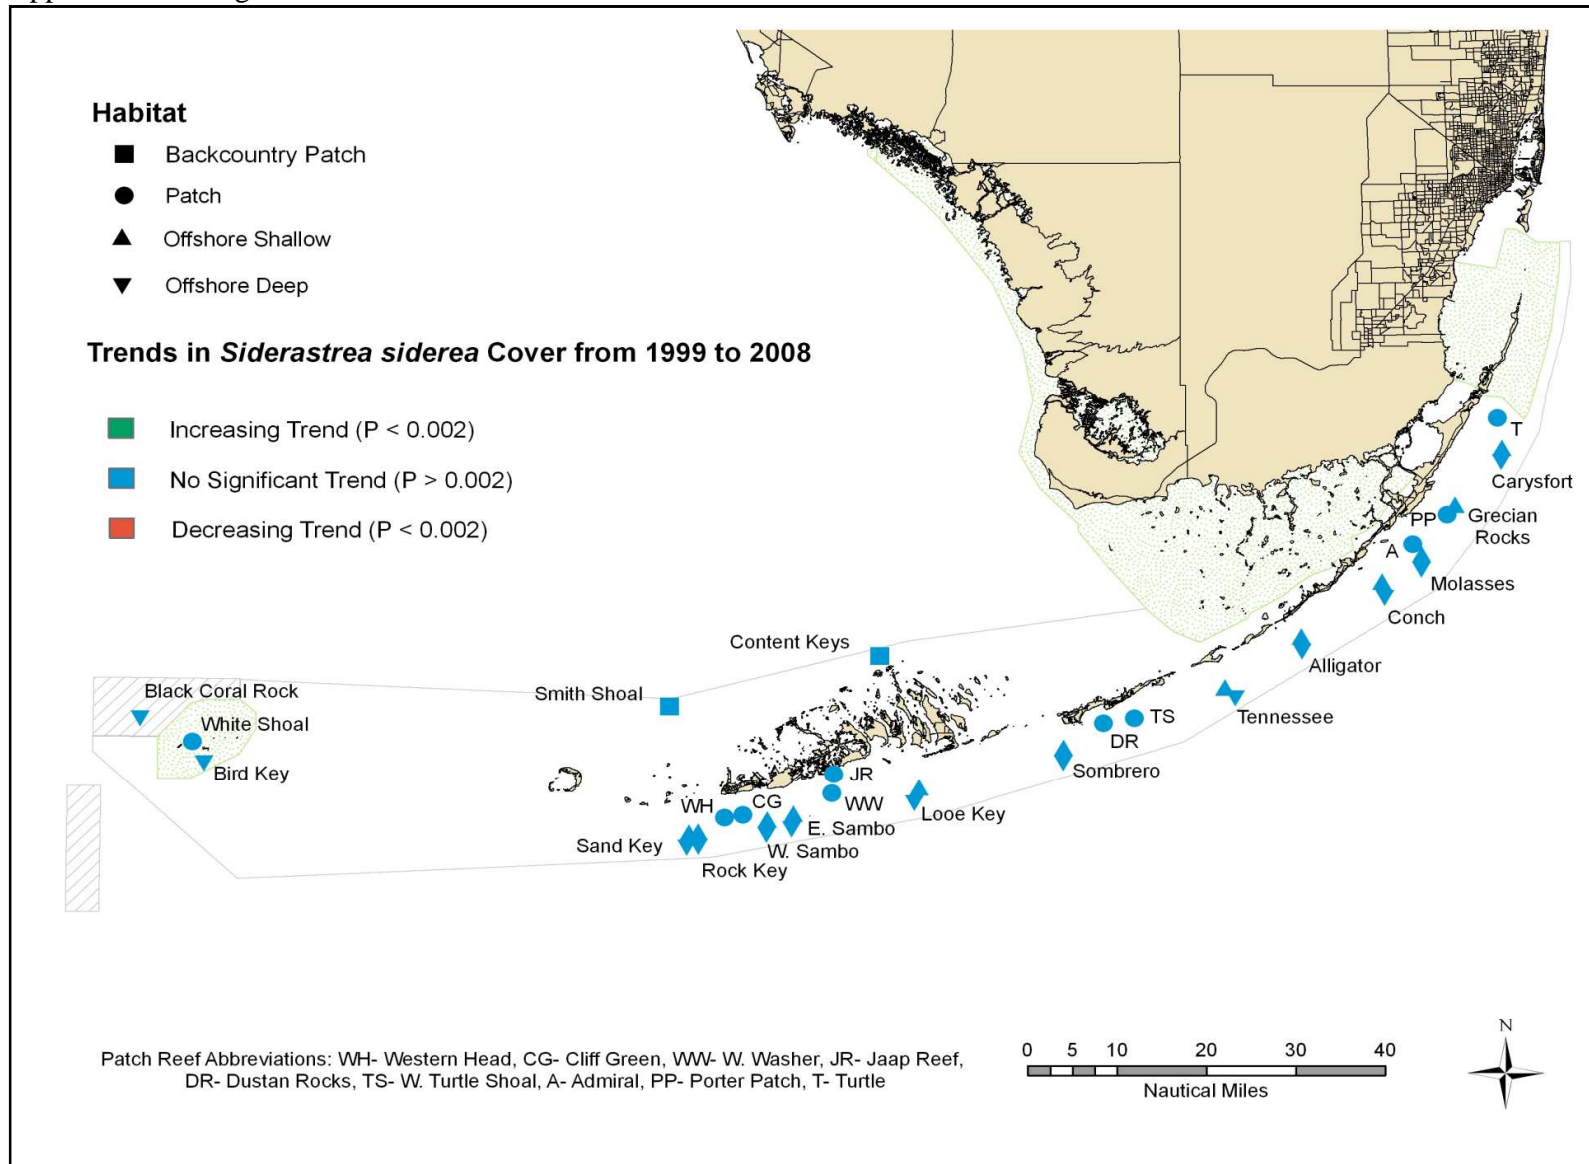 Habitat
Backcountry Patch
Patch
Offshore Shallow
Offshore Deep
Trends in Siderastrea siderea Cover from 1999 to 2008
Increasing Trend (P < 0.002)
No Significant Trend (P > 0.002)
Decreasing Trend (P < 0.002)
T
Carysfort
PP
Grecian
Rocks
A
Molasses
Conch
Alligator
Tennessee
TS
DR
Sombrero
Content Keys
Smith Shoal
Black Coral Rock
White Shoal
Bird Key
JR
WW
Looe Key
WH
CG
E. Sambo
W. Sambo
Sand Key
Rock Key
Patch Reef Abbreviations: WH- Western Head, CG- Cliff Green, WW- W. Washer, JR- Jaap Reef,
DR- Dustan Rocks, TS- W. Turtle Shoal, A- Admiral, PP- Porter Patch, T- Turtle
0 5 10 20 30 40
Nautical Miles
N